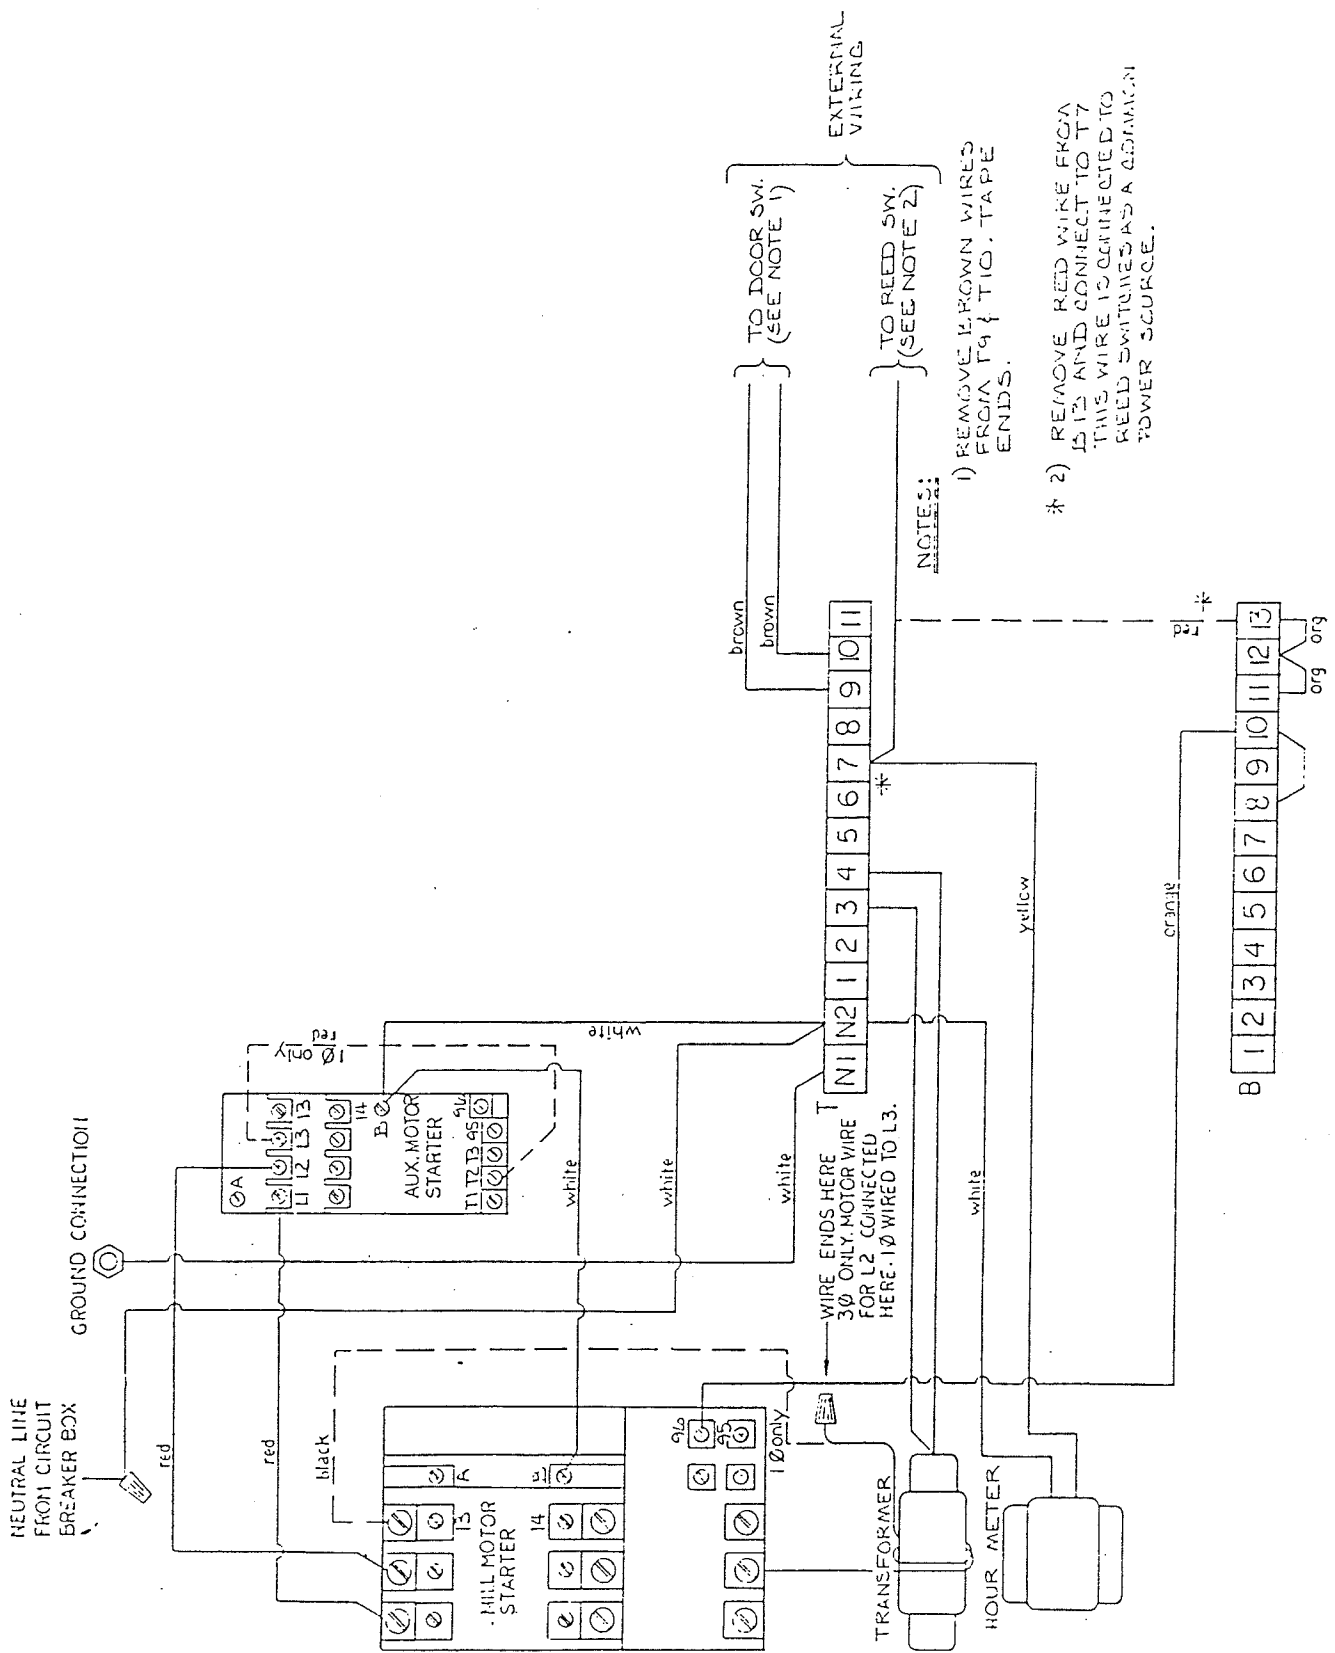 NEUTRAL LINE
FROM CIRCUIT
BREAKER BOX
GROUND CONNECTION
red
red
black
A
L1 L2 L3 13
14
B
AUX. MOTOR
STARTER
T1 T2 T3 95 96
1Ø only
red
white
white
white
white
white
MILL MOTOR
STARTER
13
14
A
B
96
95
1Ø only
WIRE ENDS HERE
3Ø ONLY. MOTOR WIRE
FOR L2 CONNECTED
HERE. 1Ø WIRED TO L3.
TRANSFORMER
HOUR METER
T
N1 N2 1 2 3 4 5 6 7 8 9 10 11
*
brown
brown
TO DOOR SW.
(SEE NOTE 1)
TO REED SW.
(SEE NOTE 2)
EXTERNAL
WIRING
yellow
orange
red
*
B
1 2 3 4 5 6 7 8 9 10 11 12 13
org
org
NOTES:
1) REMOVE BROWN WIRES
FROM T9 & T10. TAPE
ENDS.
* 2) REMOVE RED WIRE FROM
B13 AND CONNECT TO T7
THIS WIRE IS CONNECTED TO
REED SWITCHES AS A COMMON
POWER SOURCE.